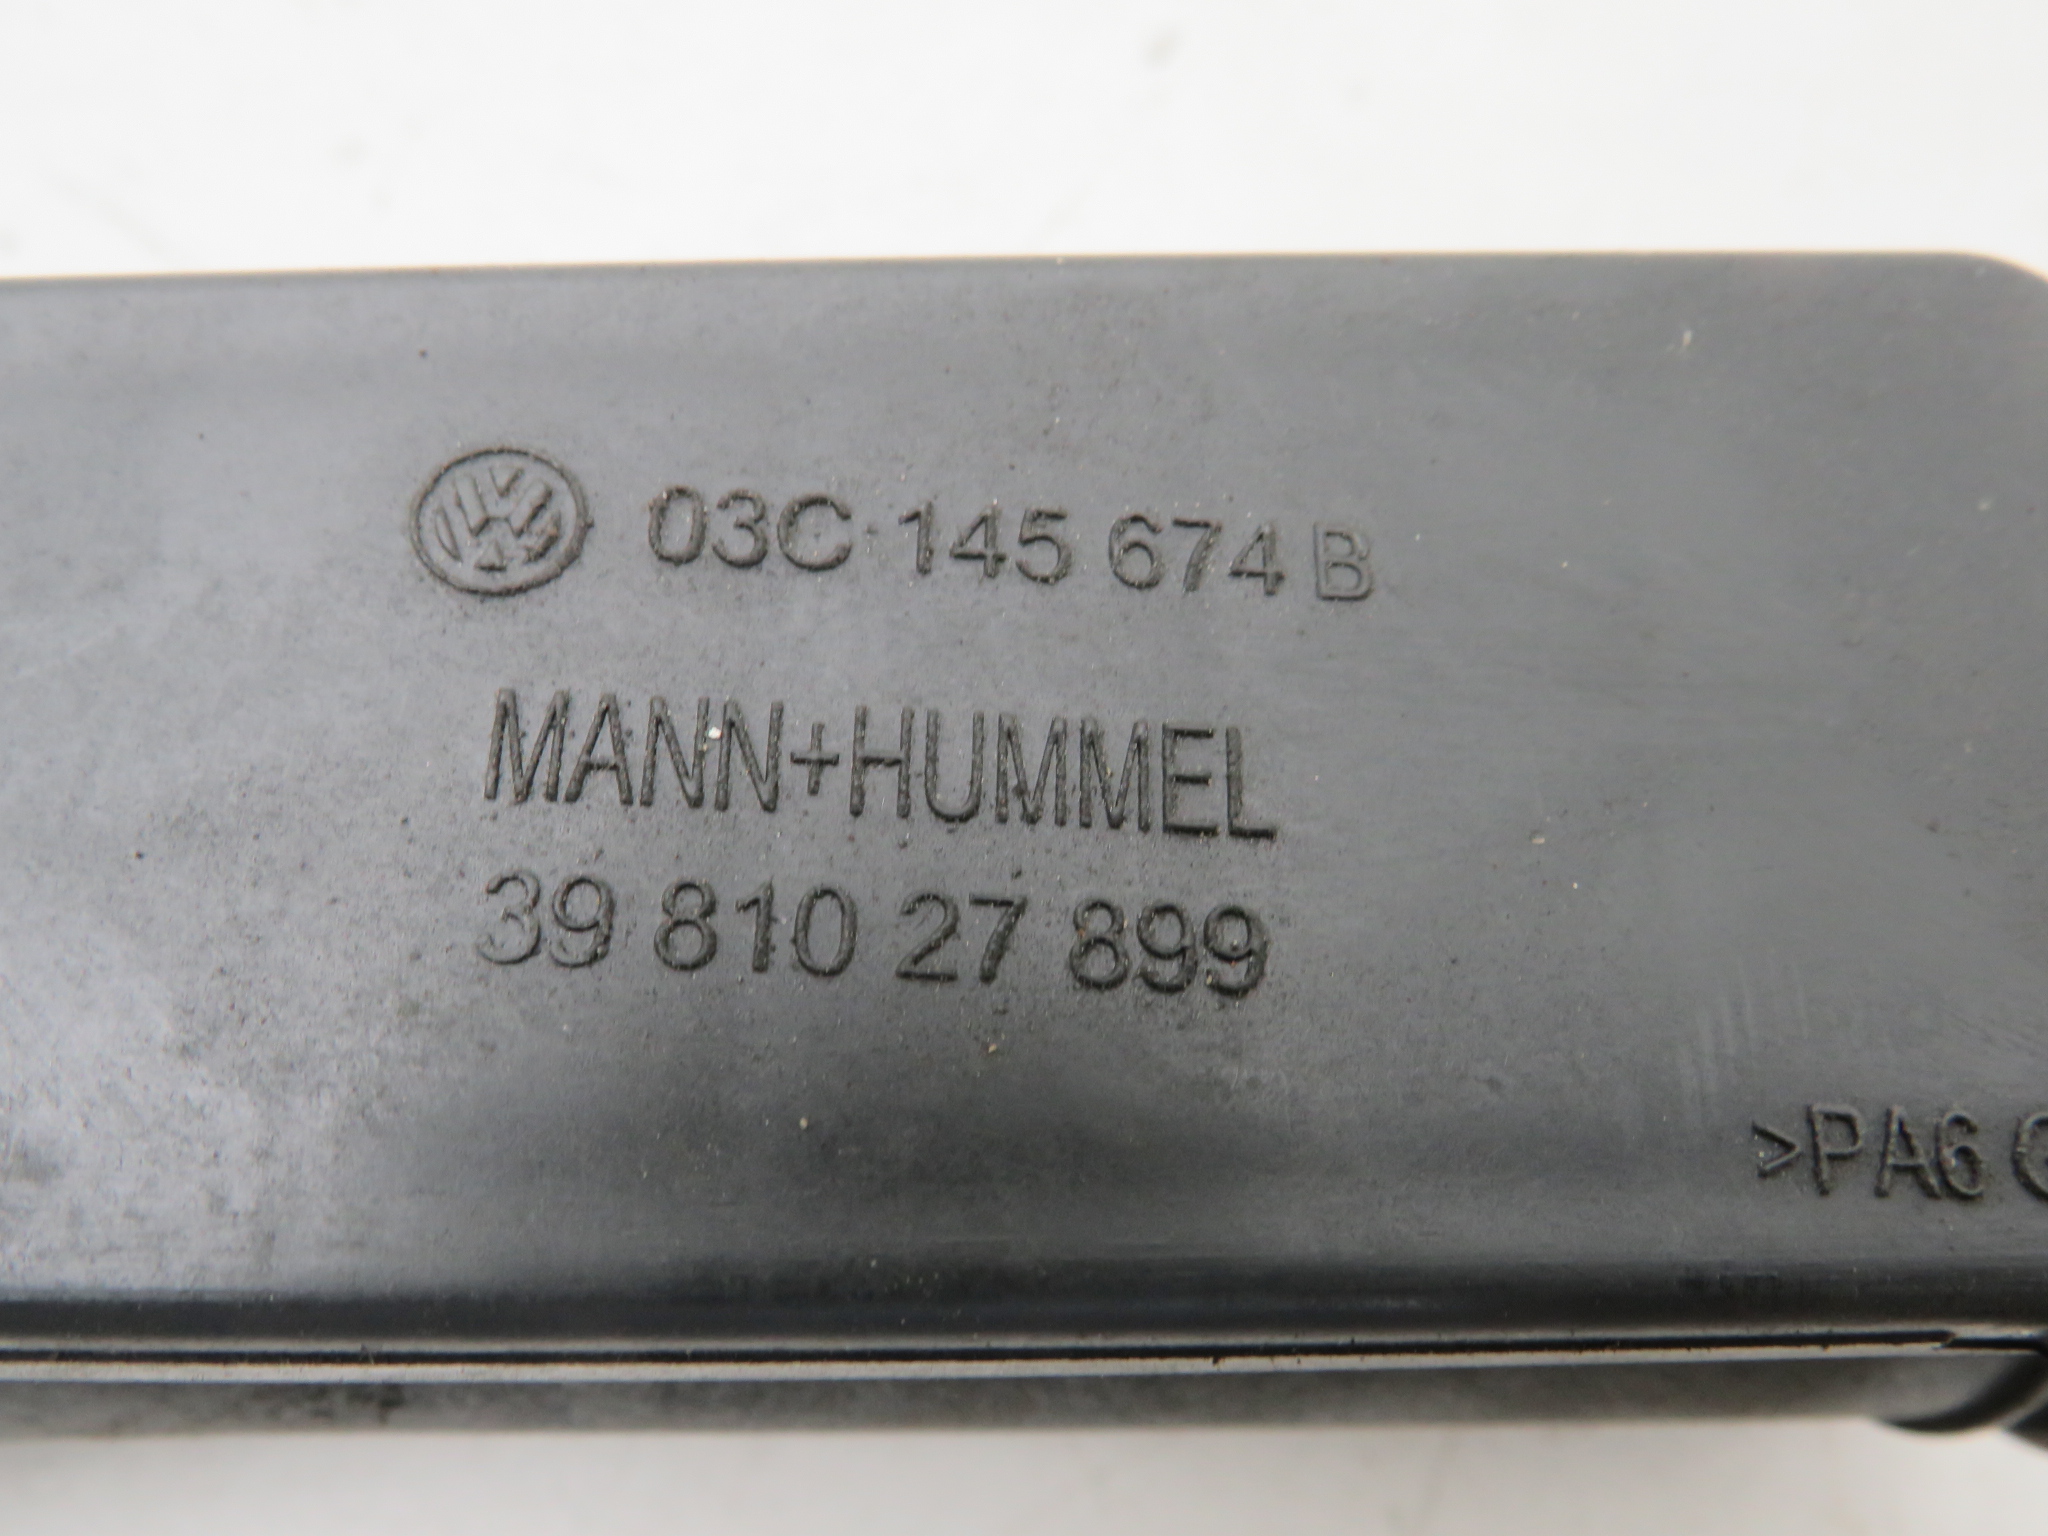 03C 145 674 B
MANN+HUMMEL
39 810 27 899
>PA6 G